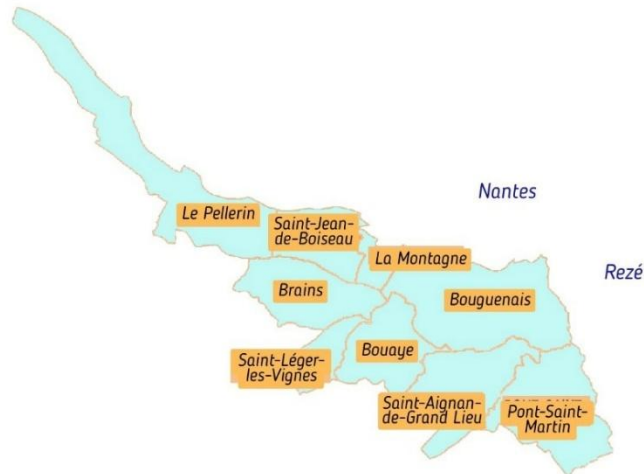 Nantes
Le Pellerin
Saint-Jean-
de-Boiseau
La Montagne
Rezé
Brains
Bouguenais
Saint-Léger-
les-Vignes
Bouaye
Saint-Aignan-
de-Grand Lieu
Pont-Saint-
Martin